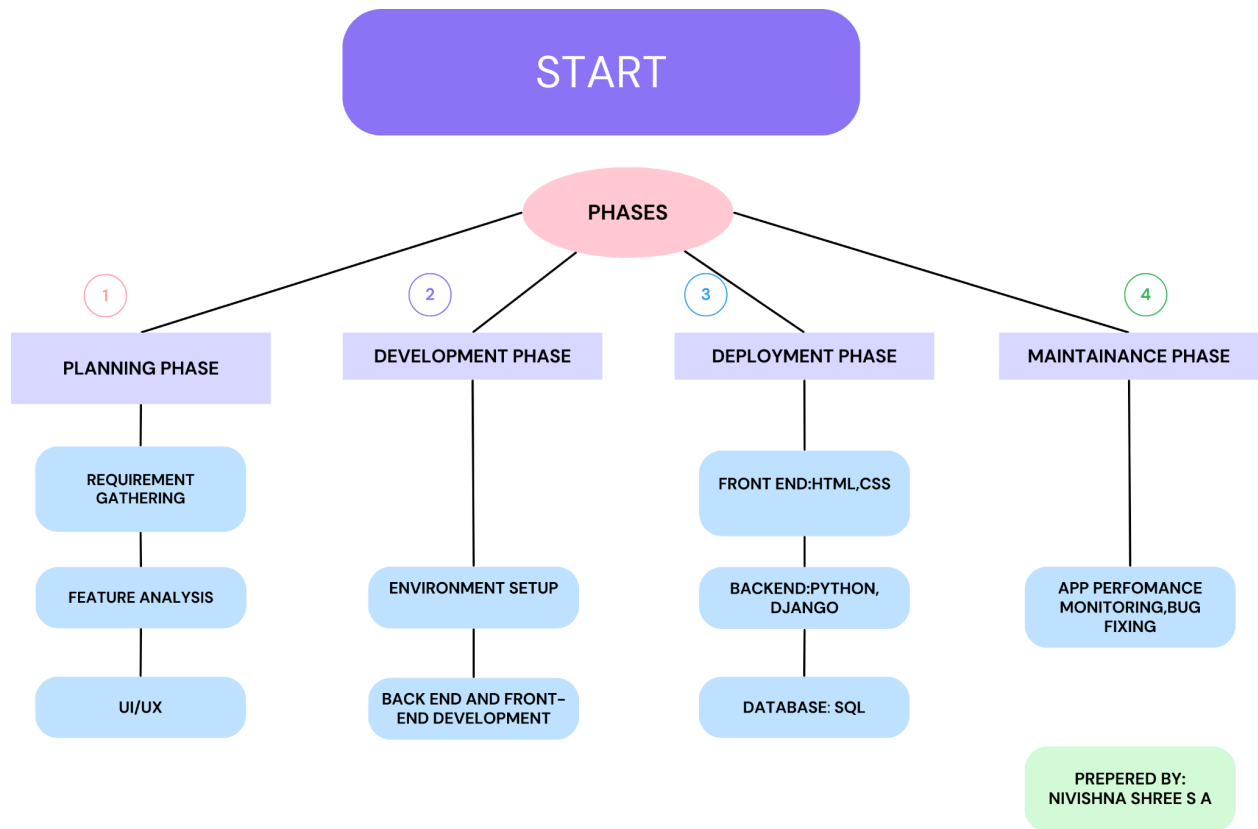 START
PHASES
1
2
3
4
PLANNING PHASE
DEVELOPMENT PHASE
DEPLOYMENT PHASE
MAINTAINANCE PHASE
REQUIREMENT
GATHERING
FEATURE ANALYSIS
UI/UX
ENVIRONMENT SETUP
BACK END AND FRONT-
END DEVELOPMENT
FRONT END:HTML,CSS
BACKEND:PYTHON,
DJANGO
DATABASE: SQL
APP PERFOMANCE
MONITORING,BUG
FIXING
PREPERED BY:
NIVISHNA SHREE S A